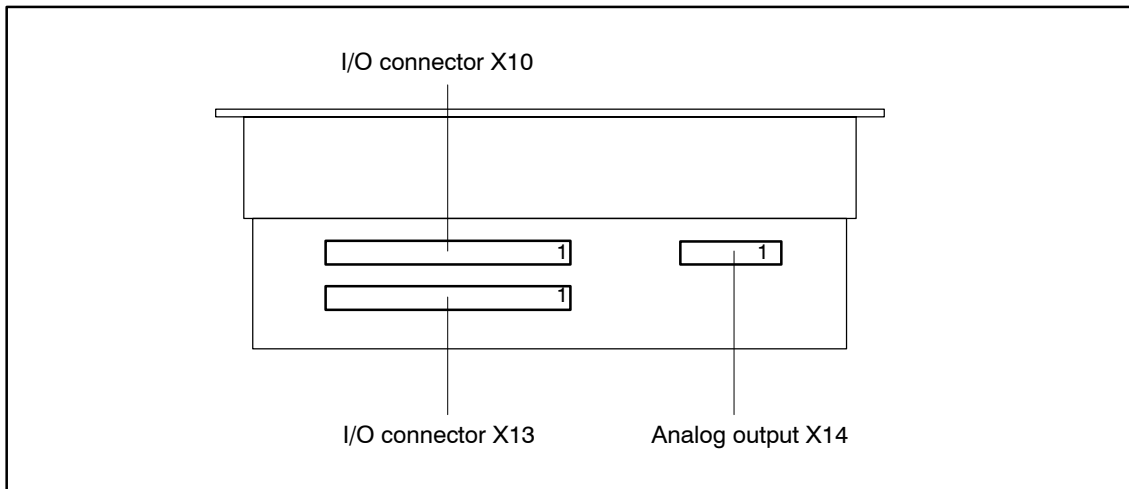 I/O connector X10
1
1
1
I/O connector X13
Analog output X14